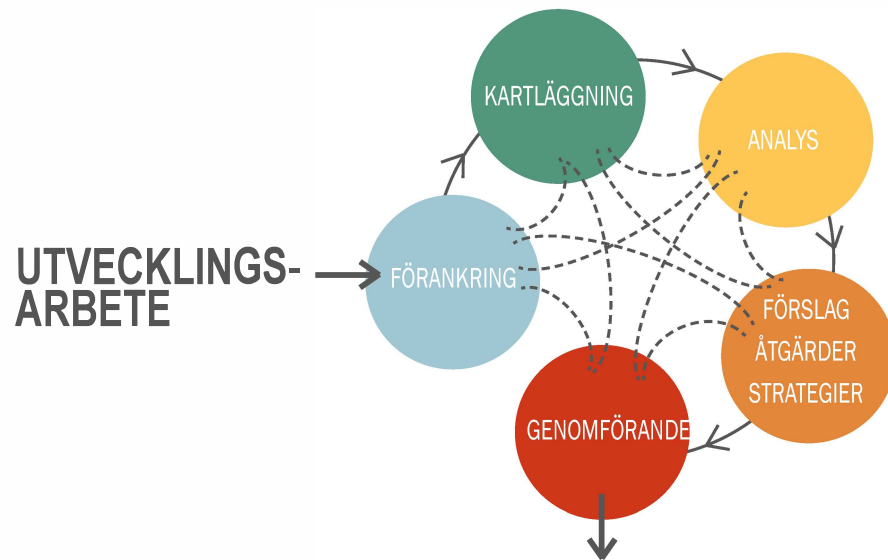 UTVECKLINGS-
ARBETE
FÖRANKRING
KARTLÄGGNING
ANALYS
FÖRSLAG
ÅTGÄRDER
STRATEGIER
GENOMFÖRANDE